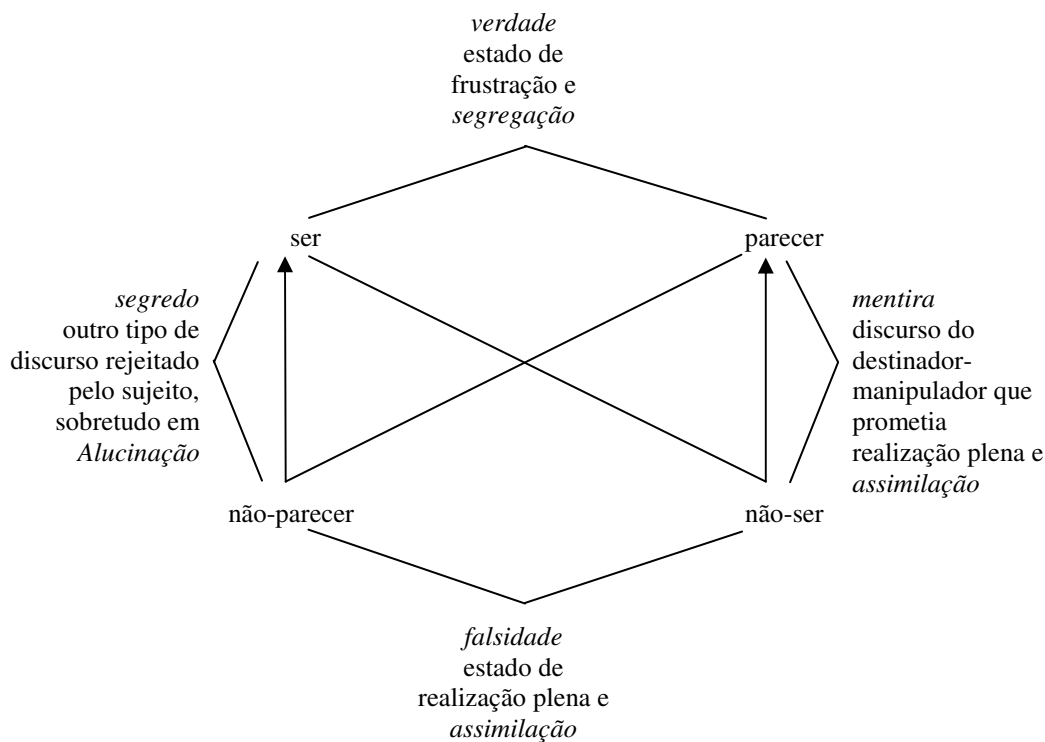 verdade
estado de
frustração e
segregação
ser
parecer
segredo
outro tipo de
discurso rejeitado
pelo sujeito,
sobretudo em
Alucinação
mentira
discurso do
destinador-
manipulador que
prometia
realização plena e
assimilação
não-parecer
não-ser
falsidade
estado de
realização plena e
assimilação